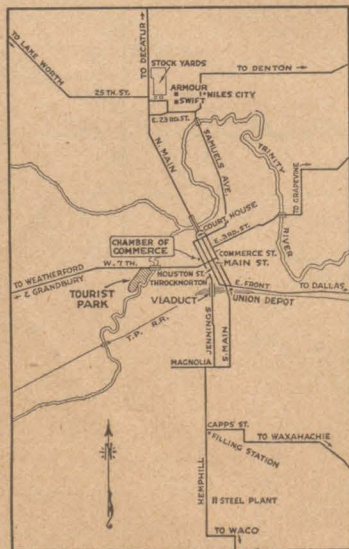 TO LAKE WORTH
TO DECATUR
STOCK YARDS
ARMOUR
SWIFT
NILES CITY
TO DENTON
25TH. ST.
E. 23RD. ST.
N. MAIN
SAMUELS AVE.
TRINITY
RIVER
TO GRAPEVINE
COURT HOUSE
E. 3RD. ST.
CHAMBER OF
COMMERCE
COMMERCE ST.
MAIN ST.
W. 7TH.
HOUSTON ST.
THROCKMORTON
TO WEATHERFORD
& GRANDBURY
TOURIST
PARK
VIADUCT
E. FRONT
UNION DEPOT
TO DALLAS
T.P. R.R.
JENNINGS
S. MAIN
MAGNOLIA
CAPPS' ST.
FILLING STATION
TO WAXAHACHIE
HEMPHILL
STEEL PLANT
TO WACO
N